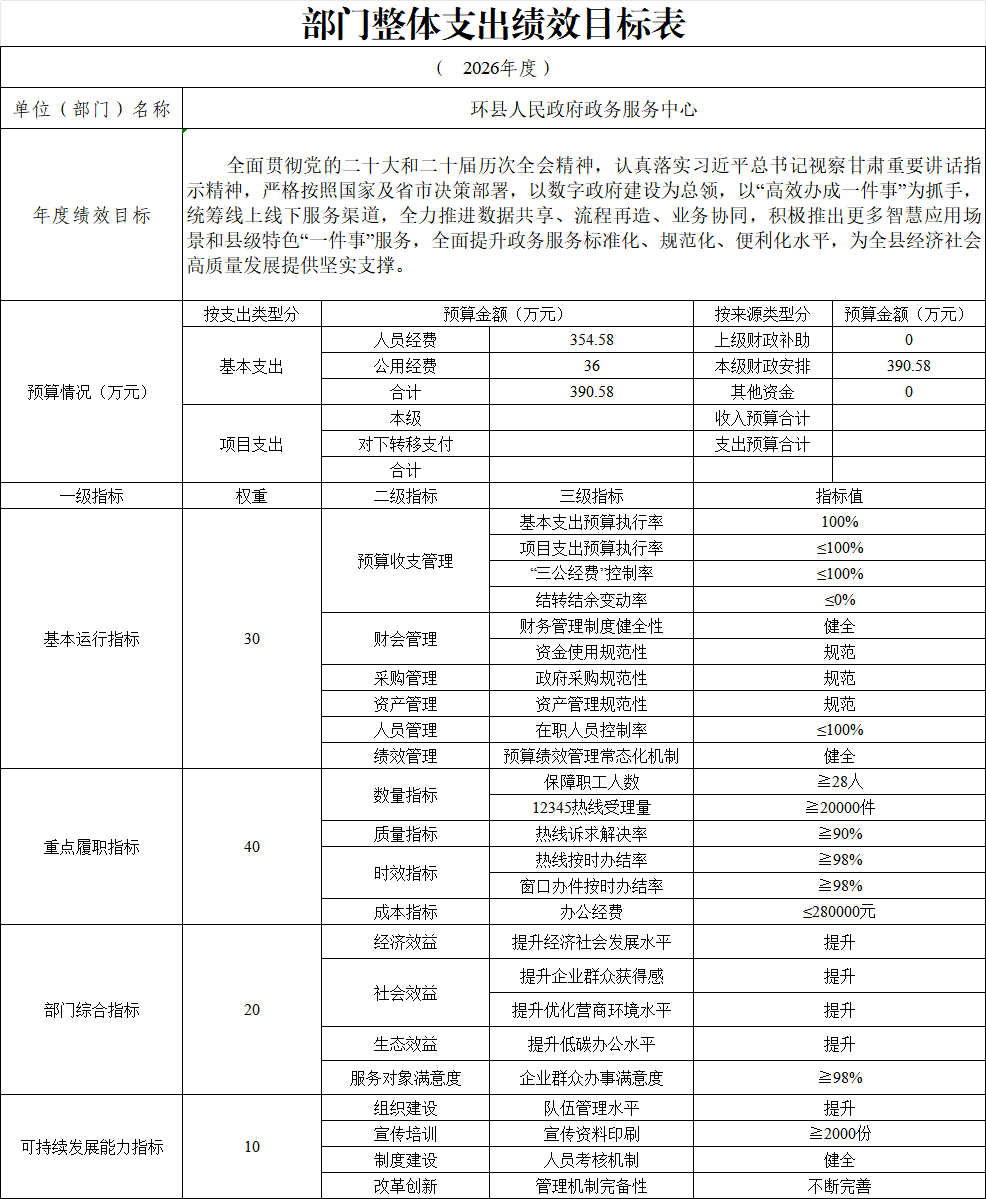 部门整体支出绩效目标表
（ 2026年度）
单位（部门）名称 环县人民政府政务服务中心
年度绩效目标
全面贯彻党的二十大和二十届历次全会精神，认真落实习近平总书记视察甘肃重要讲话指
示精神，严格按照国家及省市决策部署，以数字政府建设为总领，以“高效办成一件事”为抓手，
统筹线上线下服务渠道，全力推进数据共享、流程再造、业务协同，积极推出更多智慧应用场
景和县级特色“一件事”服务，全面提升政务服务标准化、规范化、便利化水平，为全县经济社会
高质量发展提供坚实支撑。
预算情况（万元）
按支出类型分 预算金额（万元） 按来源类型分 预算金额（万元）
基本支出
人员经费 354.58 上级财政补助 0
公用经费 36 本级财政安排 390.58
合计 390.58 其他资金 0
项目支出
本级 收入预算合计
对下转移支付 支出预算合计
合计
一级指标 权重 二级指标 三级指标 指标值
基本运行指标 30
预算收支管理
基本支出预算执行率 100%
项目支出预算执行率 ≤100%
“三公经费”控制率 ≤100%
结转结余变动率 ≤0%
财会管理
财务管理制度健全性 健全
资金使用规范性 规范
采购管理 政府采购规范性 规范
资产管理 资产管理规范性 规范
人员管理 在职人员控制率 ≤100%
绩效管理 预算绩效管理常态化机制 健全
重点履职指标 40
数量指标
保障职工人数 ≧28人
12345热线受理量 ≧20000件
质量指标 热线诉求解决率 ≧90%
时效指标
热线按时办结率 ≧98%
窗口办件按时办结率 ≧98%
成本指标 办公经费 ≤280000元
部门综合指标 20
经济效益 提升经济社会发展水平 提升
社会效益
提升企业群众获得感 提升
提升优化营商环境水平 提升
生态效益 提升低碳办公水平 提升
服务对象满意度 企业群众办事满意度 ≧98%
可持续发展能力指标 10
组织建设 队伍管理水平 提升
宣传培训 宣传资料印刷 ≧2000份
制度建设 人员考核机制 健全
改革创新 管理机制完备性 不断完善